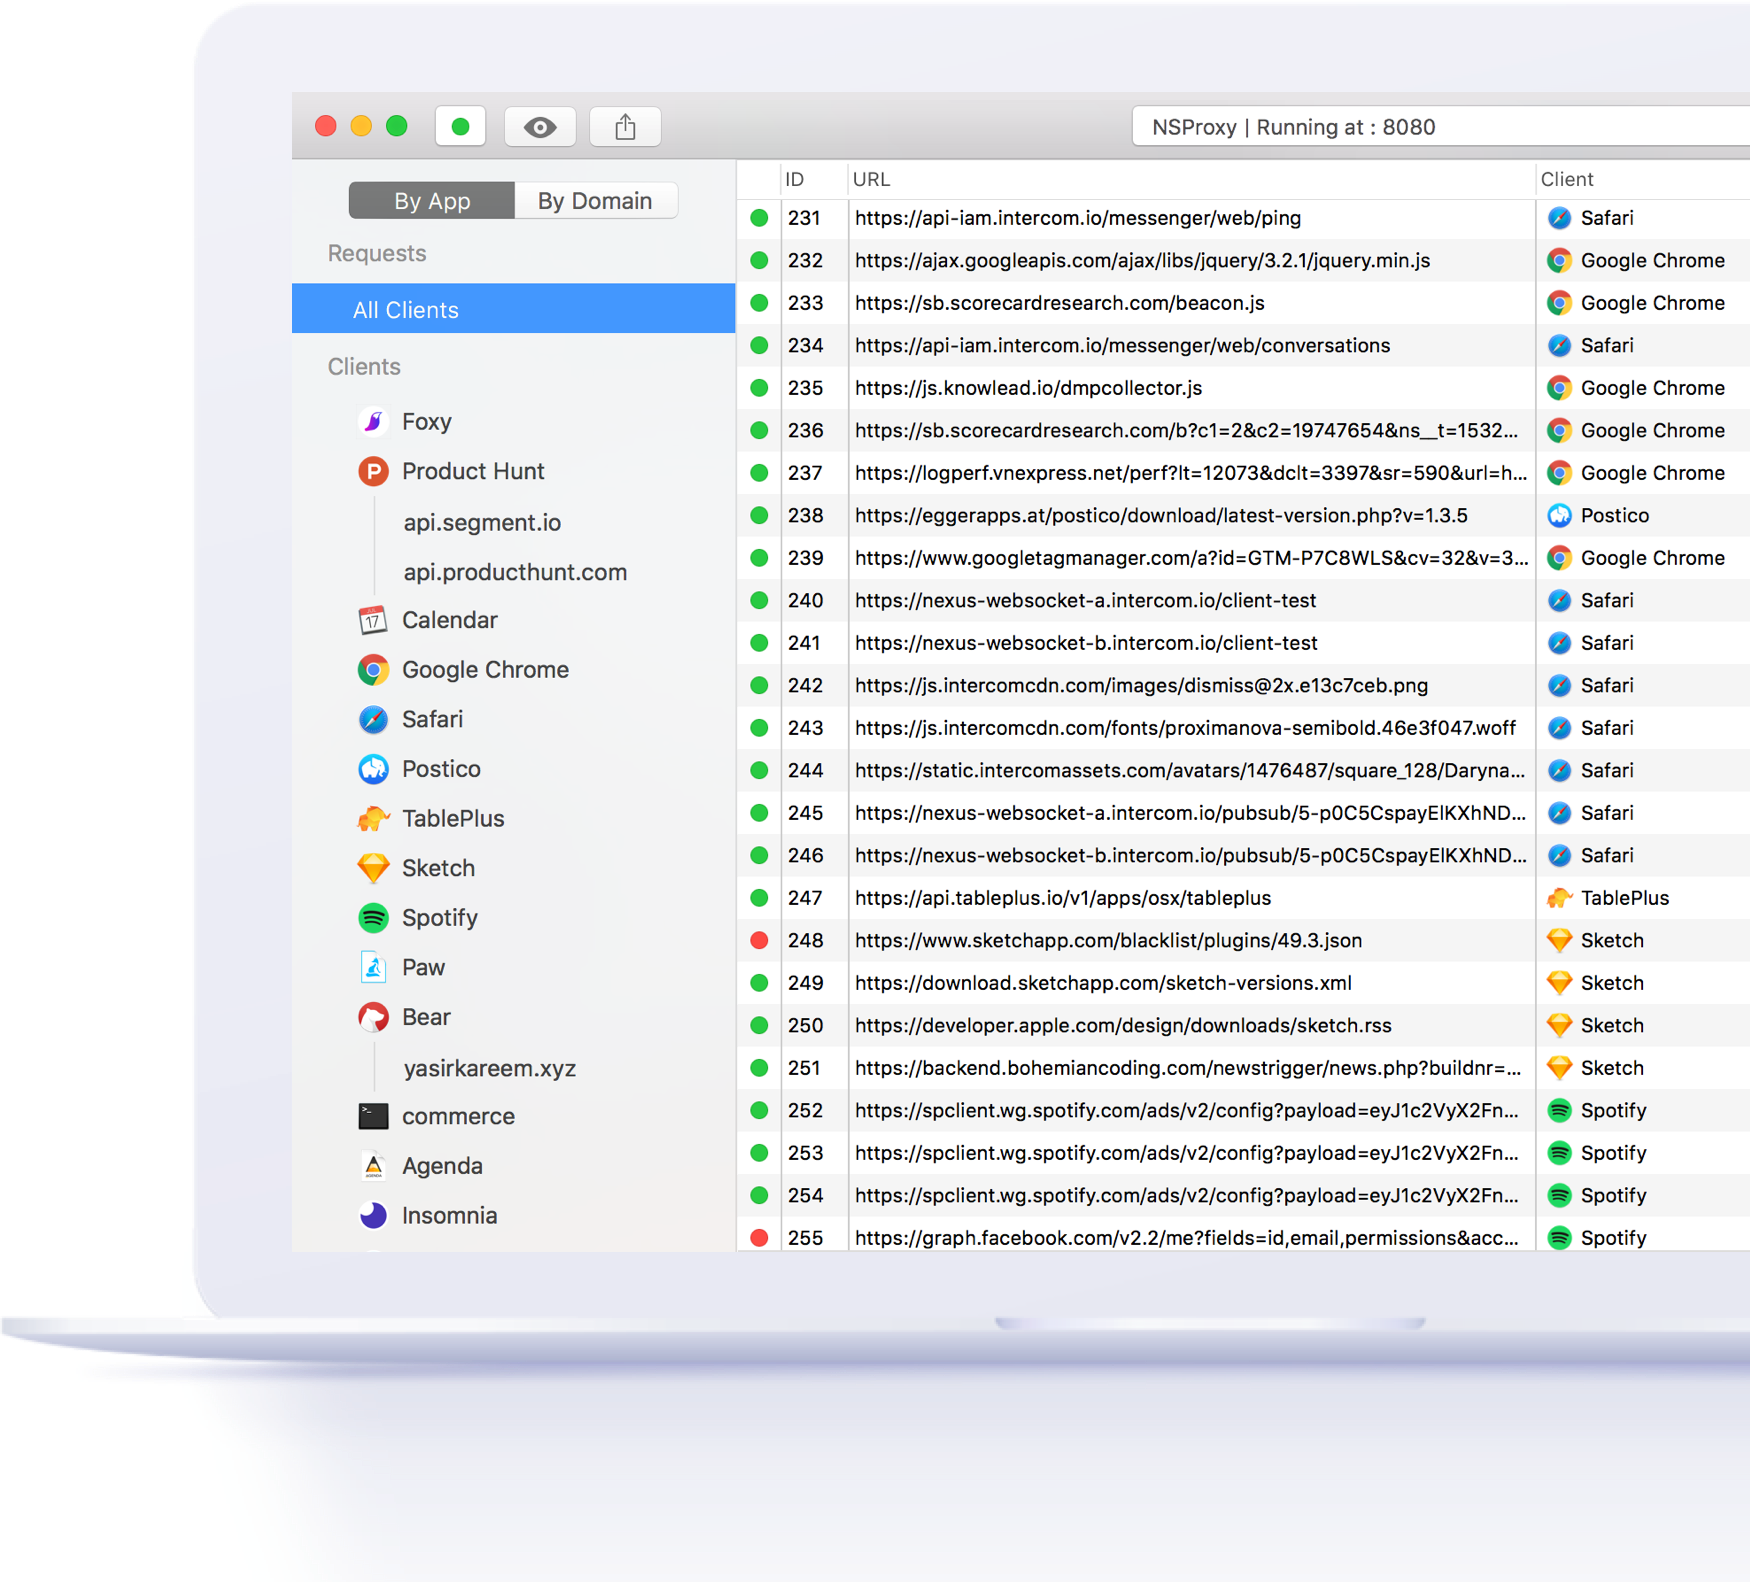 NSProxy | Running at : 8080
By App By Domain
Requests
All Clients
Clients
Foxy
Product Hunt
api.segment.io
api.producthunt.com
JUL
17
Calendar
Google Chrome
Safari
Postico
TablePlus
Sketch
Spotify
Paw
Bear
yasirkareem.xyz
commerce
Agenda
Insomnia
ID URL Client
231 https://api-iam.intercom.io/messenger/web/ping Safari
232 https://ajax.googleapis.com/ajax/libs/jquery/3.2.1/jquery.min.js Google Chrome
233 https://sb.scorecardresearch.com/beacon.js Google Chrome
234 https://api-iam.intercom.io/messenger/web/conversations Safari
235 https://js.knowlead.io/dmpcollector.js Google Chrome
236 https://sb.scorecardresearch.com/b?c1=2&c2=19747654&ns__t=1532... Google Chrome
237 https://logperf.vnexpress.net/perf?lt=12073&dclt=3397&sr=590&url=h... Google Chrome
238 https://eggerapps.at/postico/download/latest-version.php?v=1.3.5 Postico
239 https://www.googletagmanager.com/a?id=GTM-P7C8WLS&cv=32&v=3... Google Chrome
240 https://nexus-websocket-a.intercom.io/client-test Safari
241 https://nexus-websocket-b.intercom.io/client-test Safari
242 https://js.intercomcdn.com/images/dismiss@2x.e13c7ceb.png Safari
243 https://js.intercomcdn.com/fonts/proximanova-semibold.46e3f047.woff Safari
244 https://static.intercomassets.com/avatars/1476487/square_128/Daryna... Safari
245 https://nexus-websocket-a.intercom.io/pubsub/5-p0C5CspayElKXhND... Safari
246 https://nexus-websocket-b.intercom.io/pubsub/5-p0C5CspayElKXhND... Safari
247 https://api.tableplus.io/v1/apps/osx/tableplus TablePlus
248 https://www.sketchapp.com/blacklist/plugins/49.3.json Sketch
249 https://download.sketchapp.com/sketch-versions.xml Sketch
250 https://developer.apple.com/design/downloads/sketch.rss Sketch
251 https://backend.bohemiancoding.com/newstrigger/news.php?buildnr=... Sketch
252 https://spclient.wg.spotify.com/ads/v2/config?payload=eyJ1c2VyX2Fn... Spotify
253 https://spclient.wg.spotify.com/ads/v2/config?payload=eyJ1c2VyX2Fn... Spotify
254 https://spclient.wg.spotify.com/ads/v2/config?payload=eyJ1c2VyX2Fn... Spotify
255 https://graph.facebook.com/v2.2/me?fields=id,email,permissions&acc... Spotify